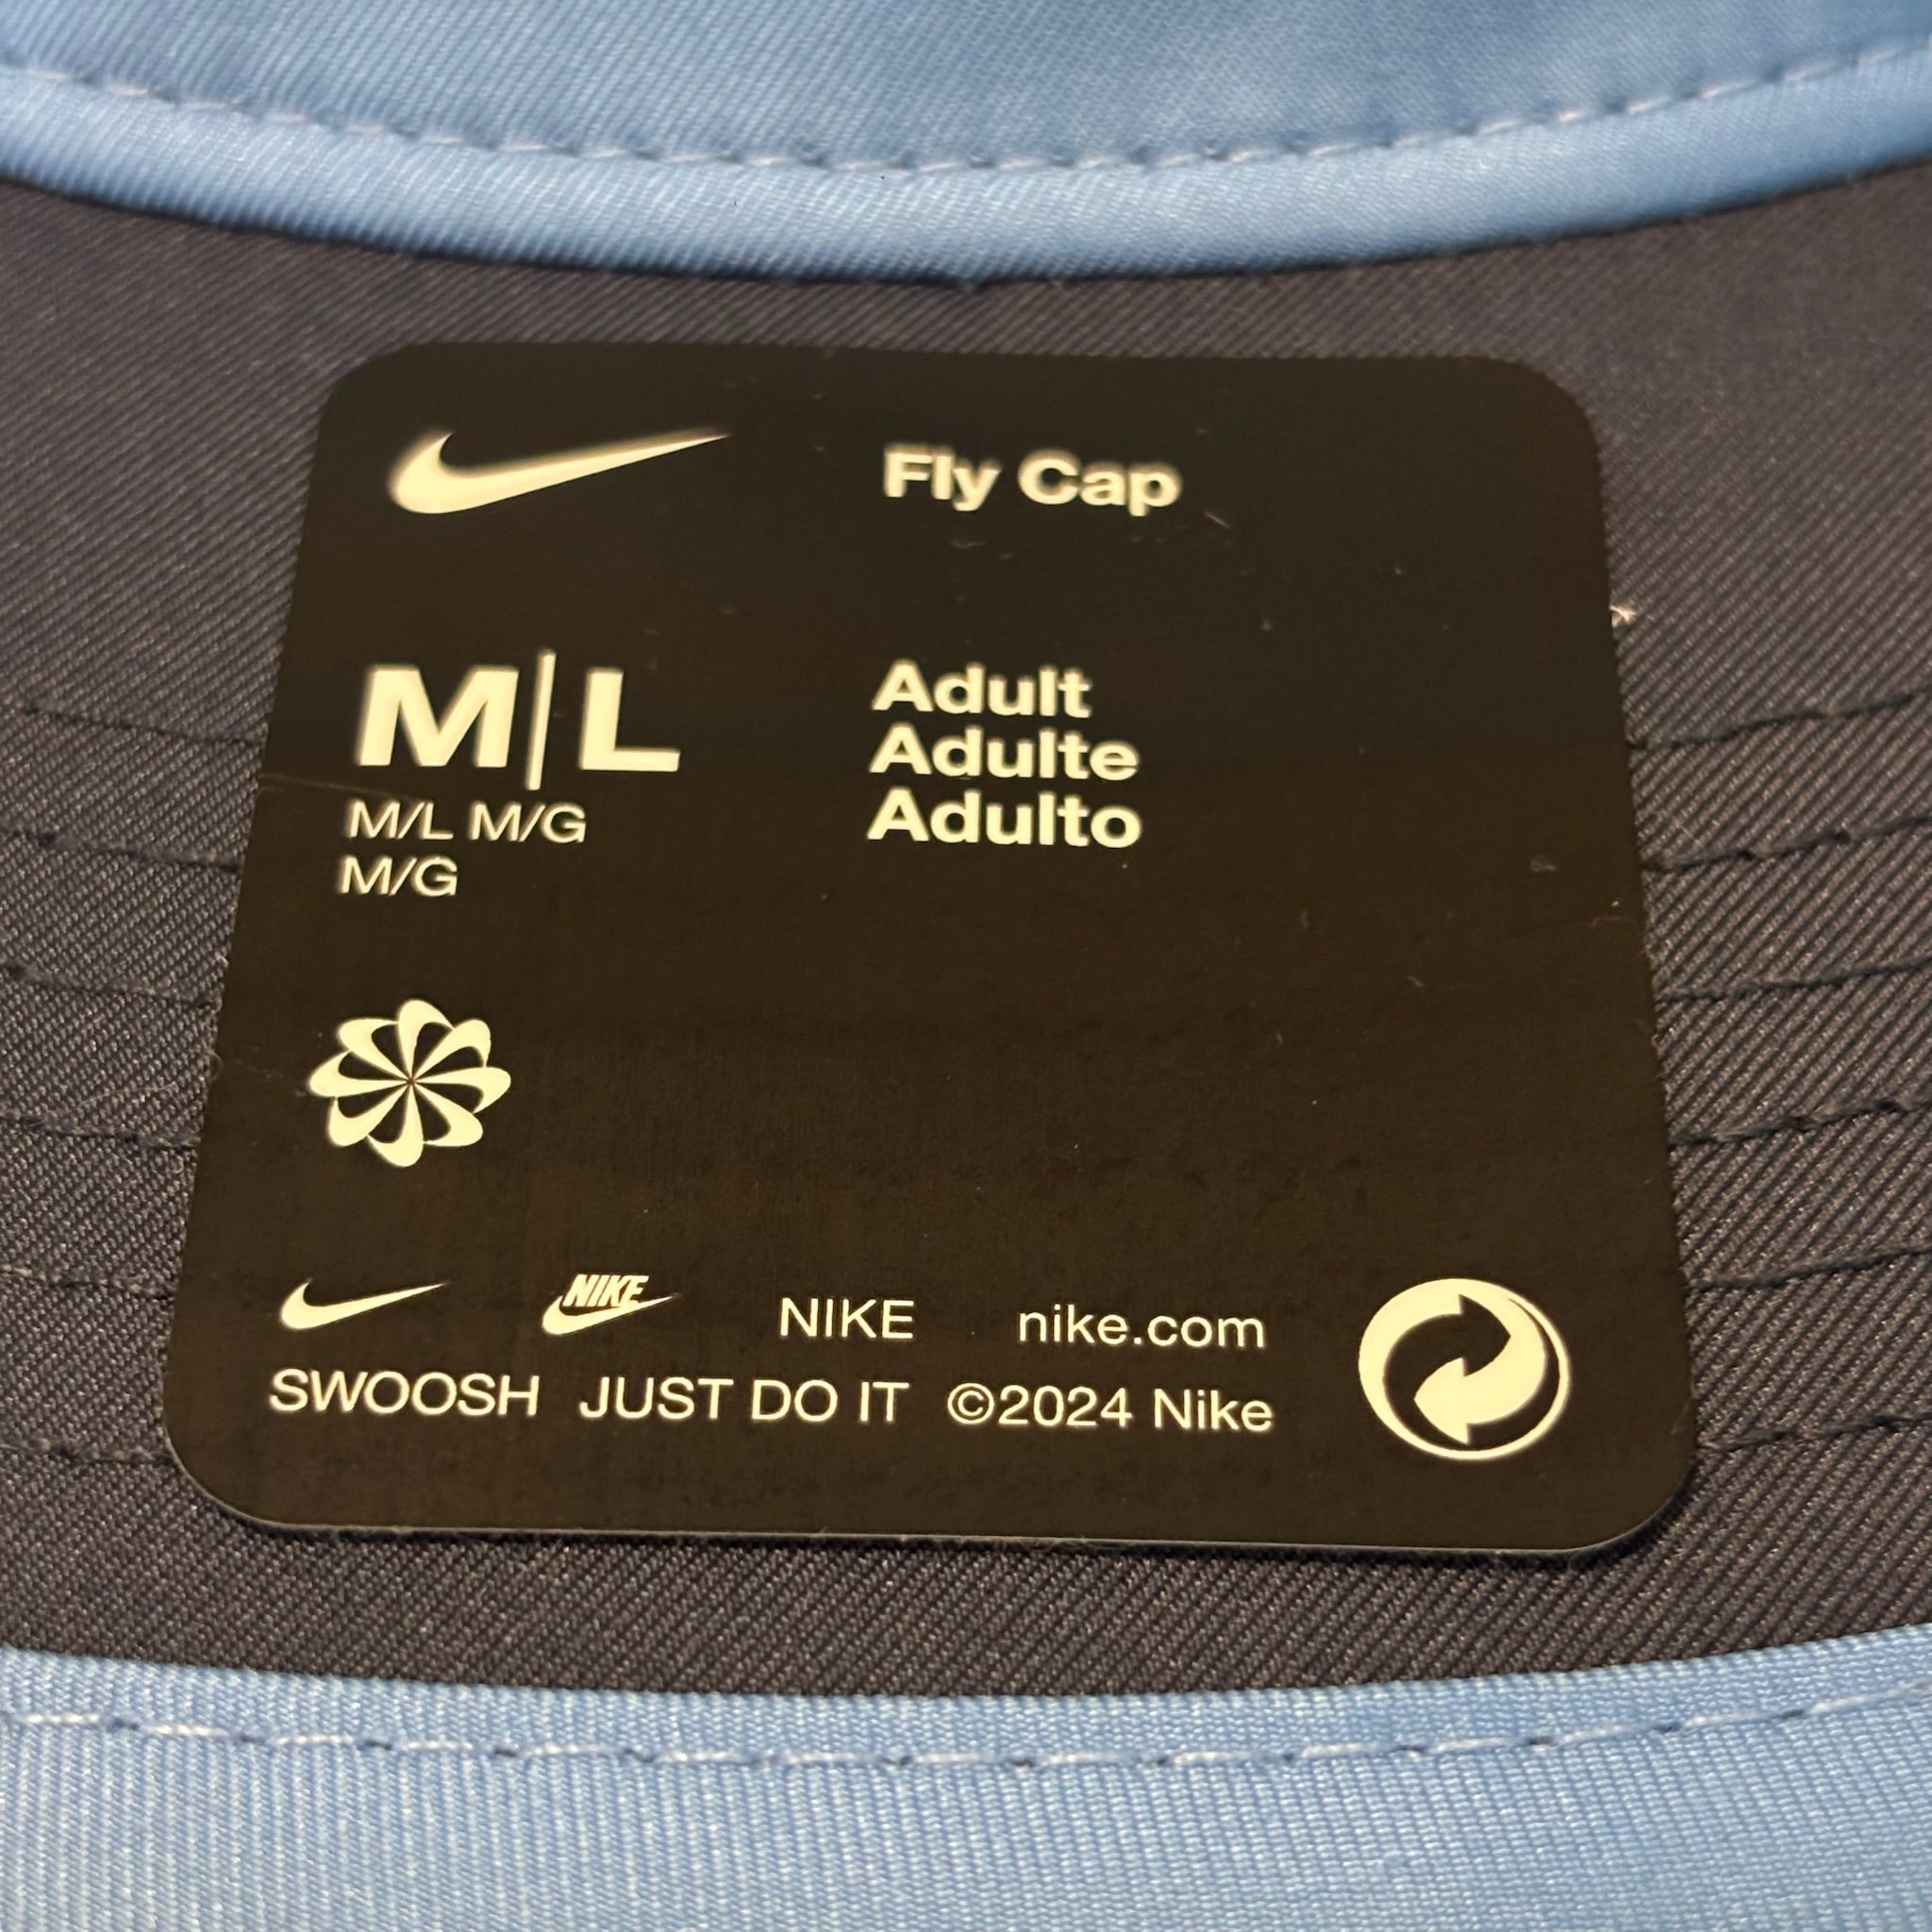 Fly Cap
M|L
M/L M/G
M/G
Adult
Adulte
Adulto
NIKE NIKE nike.com
SWOOSH JUST DO IT ©2024 Nike